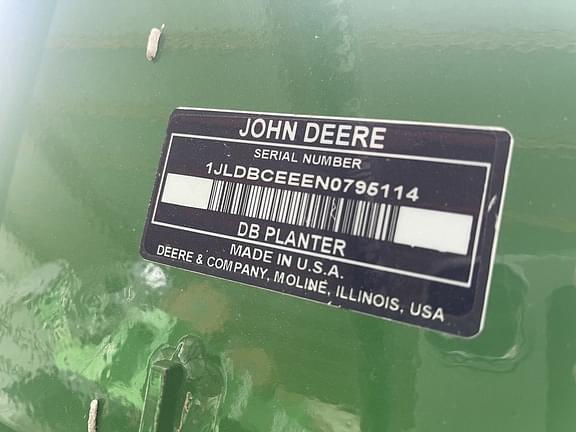 JOHN DEERE
SERIAL NUMBER
1JLDBCEEEN0795114
DB PLANTER
MADE IN U.S.A.
DEERE & COMPANY, MOLINE, ILLINOIS, USA